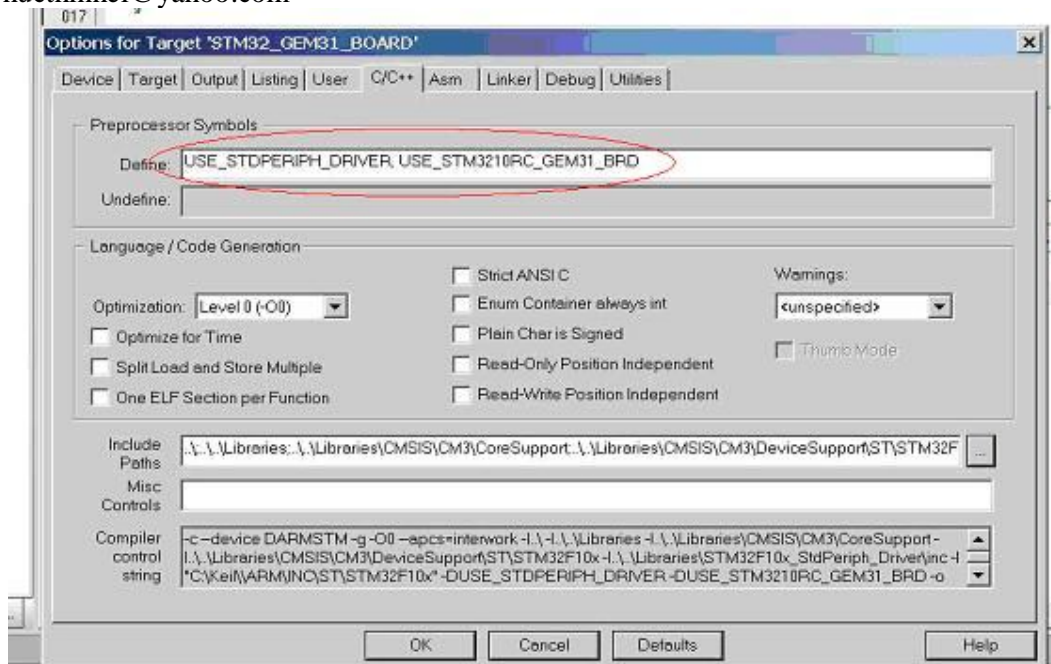 017
Options for Target 'STM32_GEM31_BOARD'
Device Target Output Listing User C/C++ Asm Linker Debug Utilities
Preprocessor Symbols
Define: USE_STDPERIPH_DRIVER, USE_STM3210RC_GEM31_BRD
Undefine:
Language / Code Generation
Strict ANSI C Warnings:
Optimization: Level 0 (-O0) Enum Container always int <unspecified>
Optimize for Time Plain Char is Signed
Thumb Mode
Split Load and Store Multiple Read-Only Position Independent
One ELF Section per Function Read-Write Position Independent
Include Paths ..\;..\..\Libraries;..\..\Libraries\CMSIS\CM3\CoreSupport;..\..\Libraries\CMSIS\CM3\DeviceSupport\ST\STM32F ...
Misc Controls
Compiler control string -c --device DARMSTM -g -O0 --apcs=interwork -I..\ -I..\..\Libraries -I..\..\Libraries\CMSIS\CM3\CoreSupport -
I..\..\Libraries\CMSIS\CM3\DeviceSupport\ST\STM32F10x -I..\..\Libraries\STM32F10x_StdPeriph_Driver\inc -I
"C:\Keil\ARM\INC\ST\STM32F10x" -DUSE_STDPERIPH_DRIVER -DUSE_STM3210RC_GEM31_BRD -o
OK Cancel Defaults Help